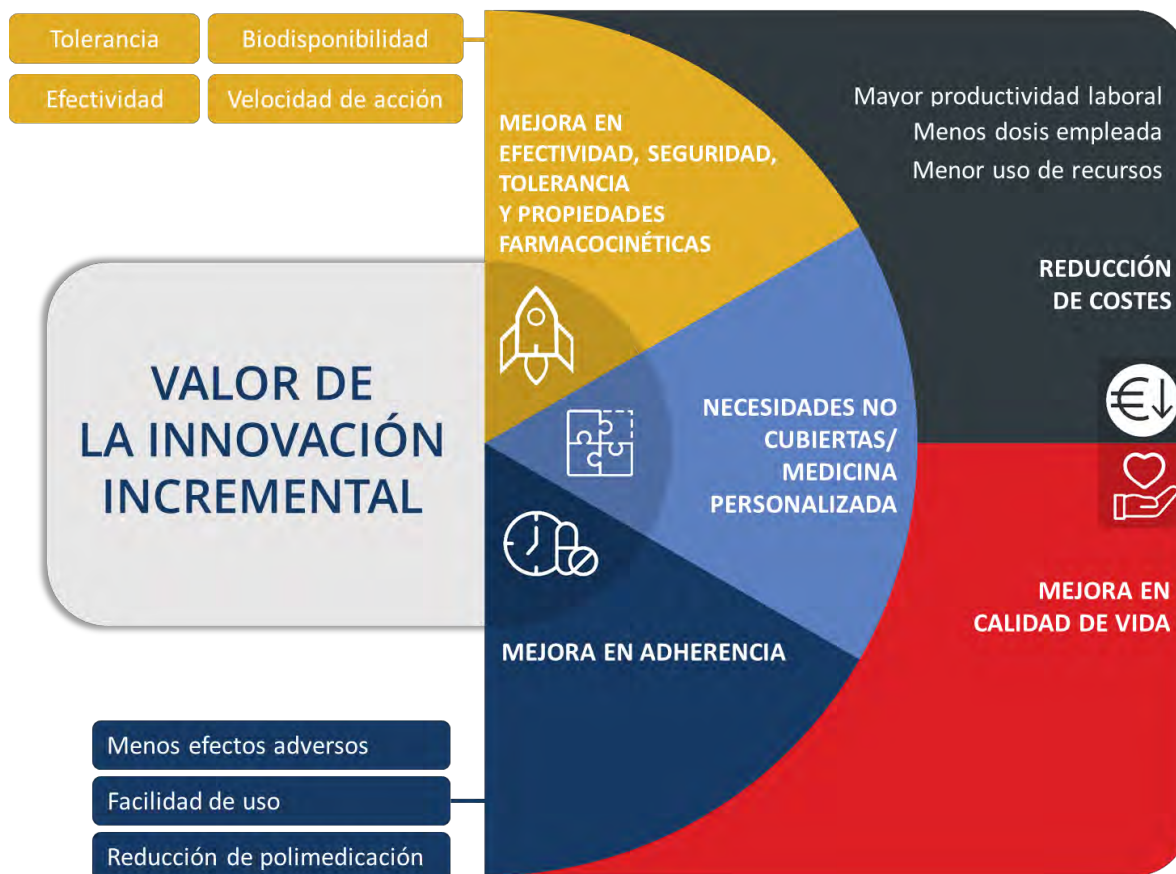 Tolerancia
Biodisponibilidad
Efectividad
Velocidad de acción
MEJORA EN
EFECTIVIDAD, SEGURIDAD,
TOLERANCIA
Y PROPIEDADES
FARMACOCINÉTICAS
Mayor productividad laboral
Menos dosis empleada
Menor uso de recursos
REDUCCIÓN
DE COSTES
€↓
VALOR DE
LA INNOVACIÓN
INCREMENTAL
NECESIDADES NO
CUBIERTAS/
MEDICINA
PERSONALIZADA
MEJORA EN
CALIDAD DE VIDA
MEJORA EN ADHERENCIA
Menos efectos adversos
Facilidad de uso
Reducción de polimedicación